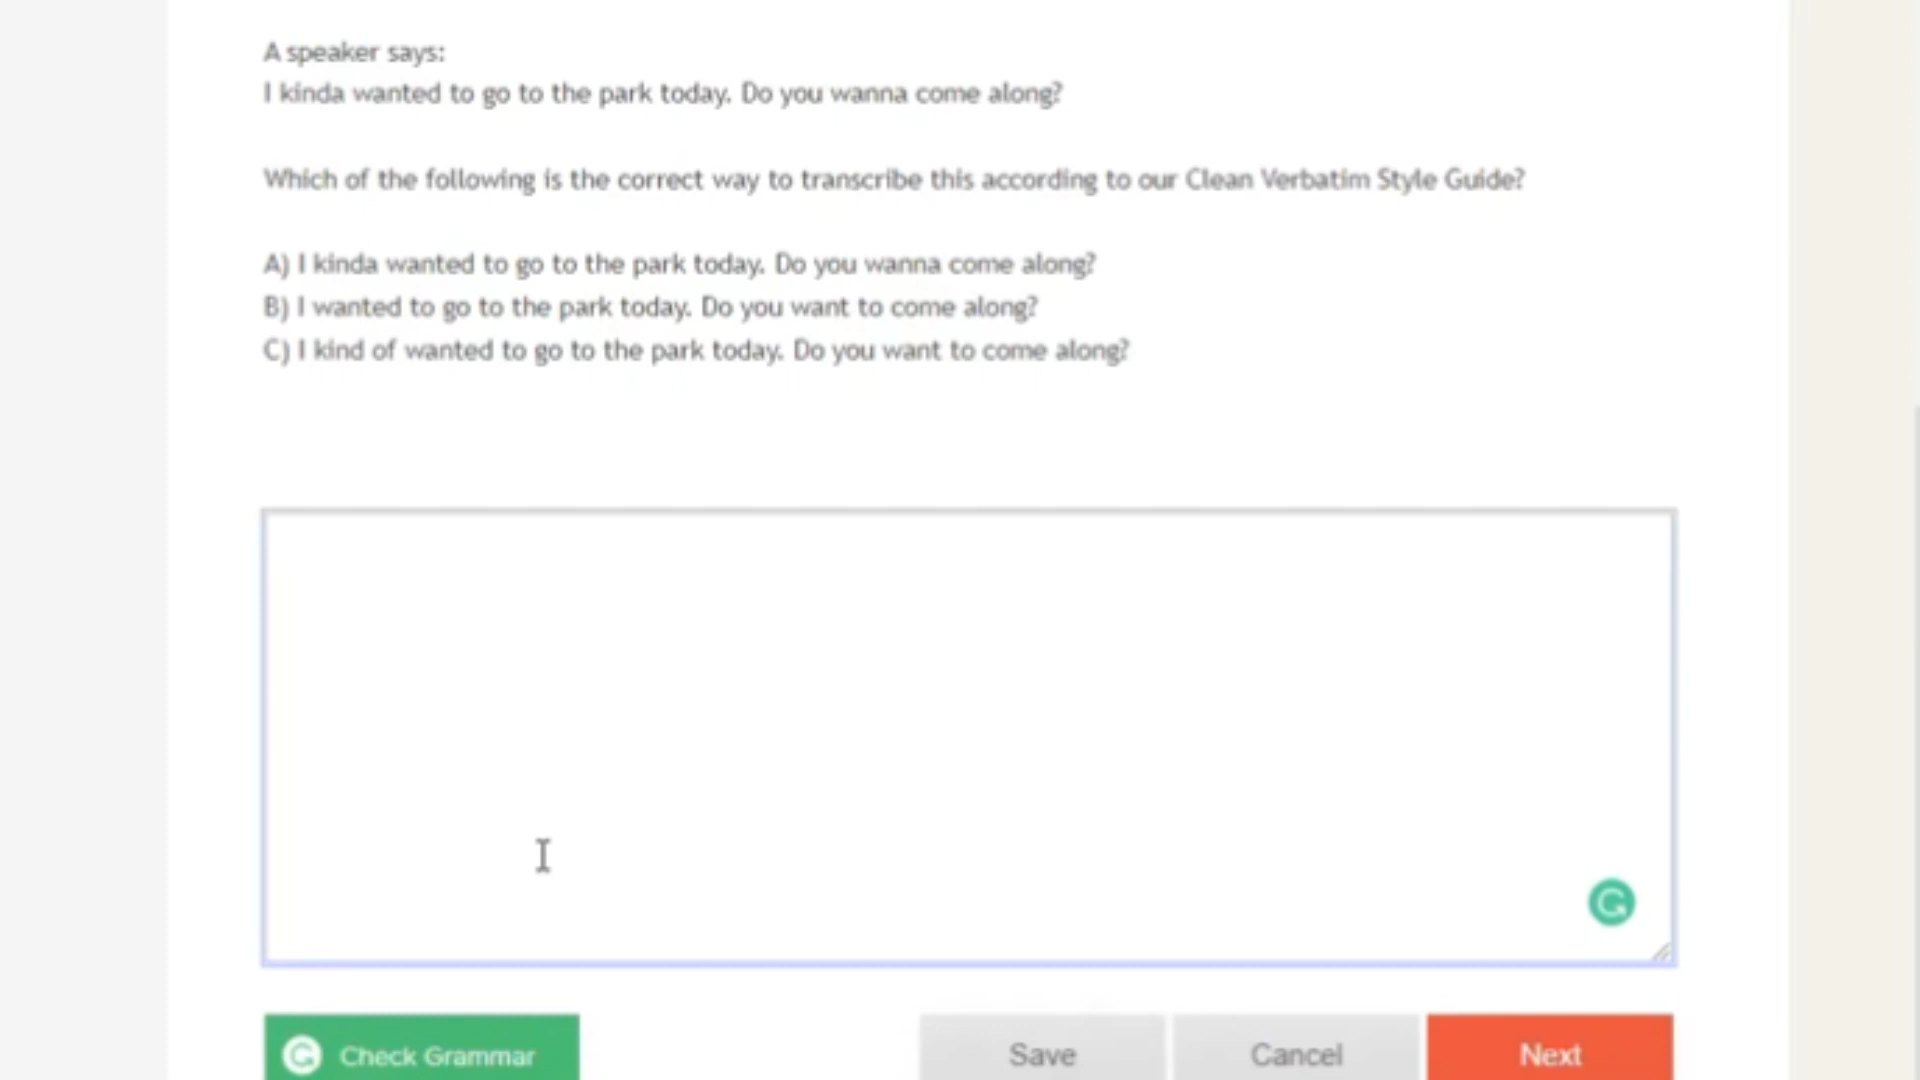 A speaker says:
I kinda wanted to go to the park today. Do you wanna come along?
Which of the following is the correct way to transcribe this according to our Clean Verbatim Style Guide?
A) I kinda wanted to go to the park today. Do you wanna come along?
B) I wanted to go to the park today. Do you want to come along?
C) I kind of wanted to go to the park today. Do you want to come along?
Check Grammar
Save
Cancel
Next